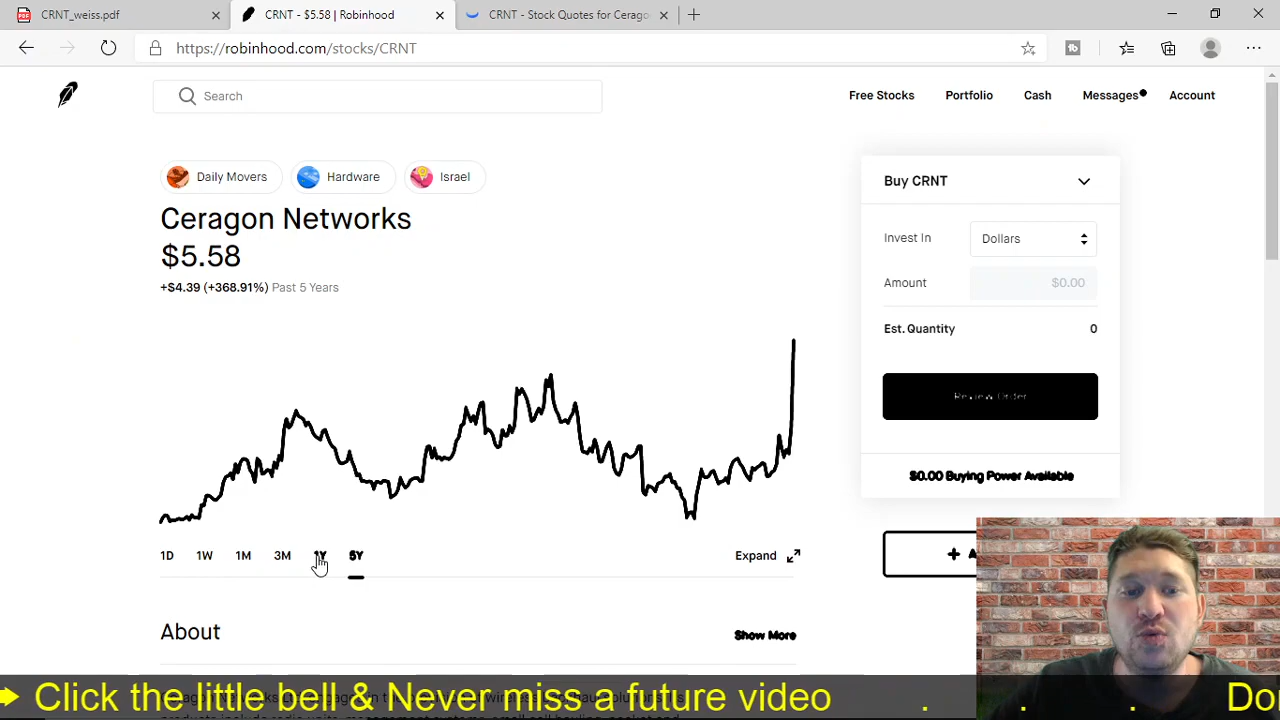 CRNT_weiss.pdf
CRNT - $5.58 | Robinhood
CRNT - Stock Quotes for Cerago
https://robinhood.com/stocks/CRNT
Search
Free Stocks
Portfolio
Cash
Messages
Account
Daily Movers
Hardware
Israel
Ceragon Networks
$5.58
+$4.39 (+368.91%) Past 5 Years
Buy CRNT
Invest In
Dollars
Amount
$0.00
Est. Quantity
0
Review Order
$0.00 Buying Power Available
1D
1W
1M
3M
1Y
5Y
Expand
+ A
About
Show More
Click the little bell & Never miss a future video . . . Do